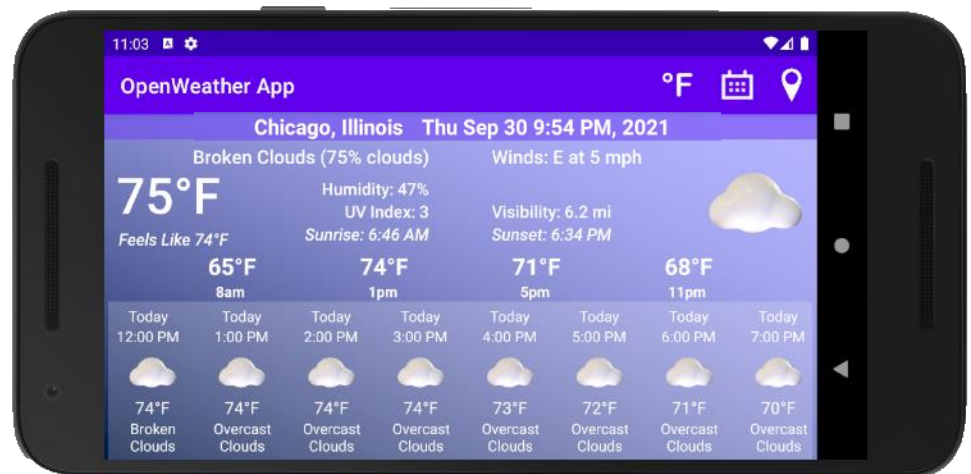 11:03
OpenWeather App °F
Chicago, Illinois Thu Sep 30 9:54 PM, 2021
Broken Clouds (75% clouds) Winds: E at 5 mph
75°F
Humidity: 47%
UV Index: 3 Visibility: 6.2 mi
Feels Like 74°F Sunrise: 6:46 AM Sunset: 6:34 PM
65°F 74°F 71°F 68°F
8am 1pm 5pm 11pm
Today Today Today Today Today Today Today Today
12:00 PM 1:00 PM 2:00 PM 3:00 PM 4:00 PM 5:00 PM 6:00 PM 7:00 PM
74°F 74°F 74°F 74°F 73°F 72°F 71°F 70°F
Broken Overcast Overcast Overcast Overcast Overcast Overcast Overcast
Clouds Clouds Clouds Clouds Clouds Clouds Clouds Clouds